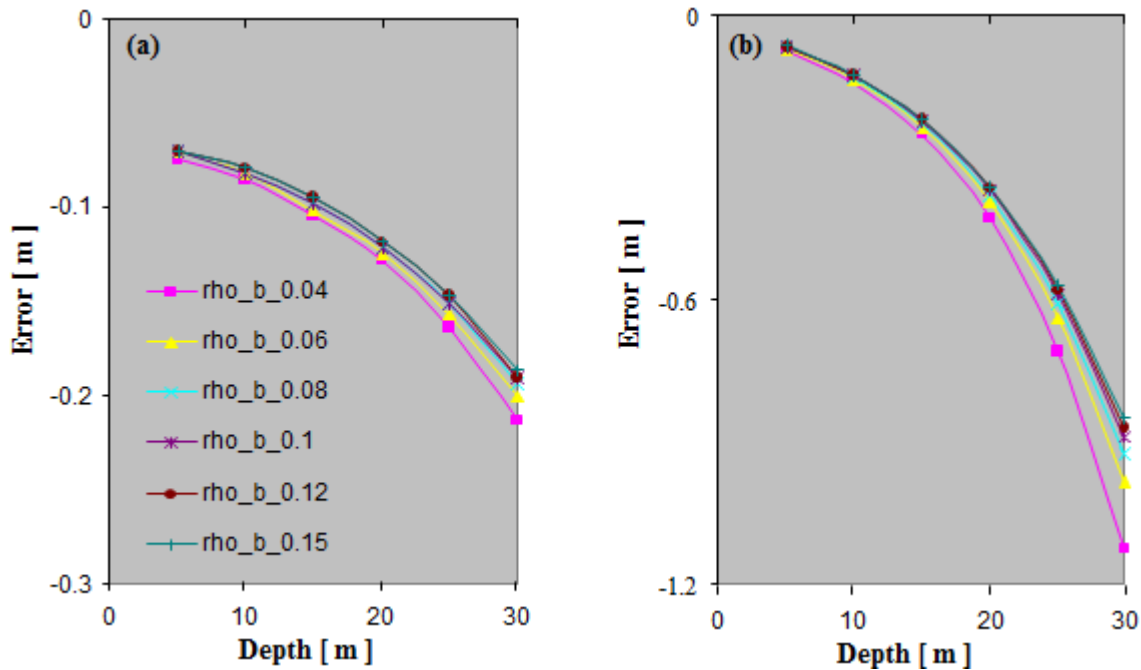 (a)
0
-0.1
-0.2
-0.3
Error [ m ]
rho_b_0.04
rho_b_0.06
rho_b_0.08
rho_b_0.1
rho_b_0.12
rho_b_0.15
0 10 20 30
Depth [ m ]
(b)
0
-0.6
-1.2
Error [ m ]
0 10 20 30
Depth [ m ]